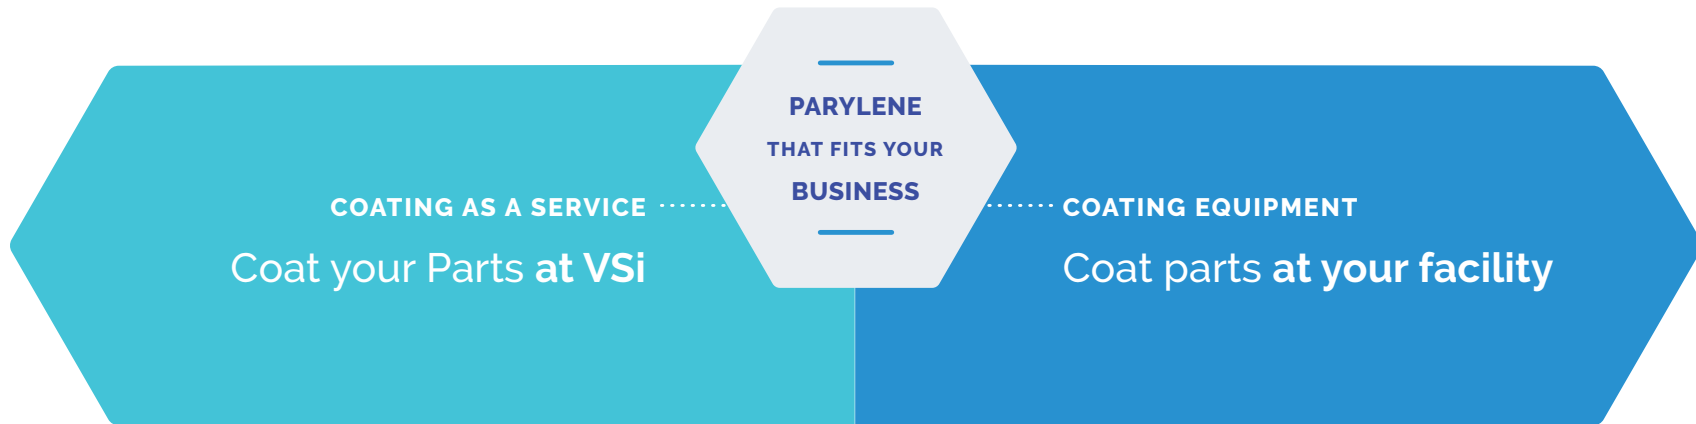 PARYLENE
THAT FITS YOUR
BUSINESS
COATING AS A SERVICE
Coat your Parts at VSi
COATING EQUIPMENT
Coat parts at your facility